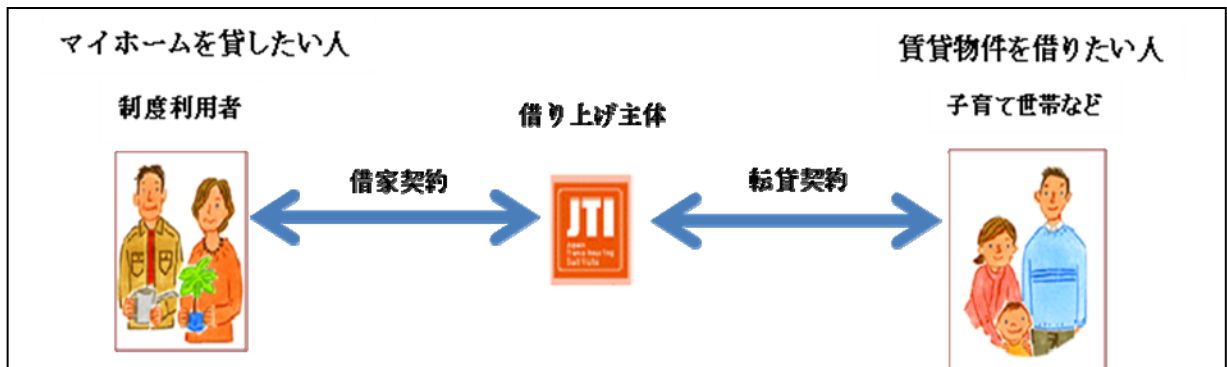 マイホームを貸したい人
賃貸物件を借りたい人
制度利用者
借り上げ主体
子育て世帯など
借家契約
転貸契約
JTI